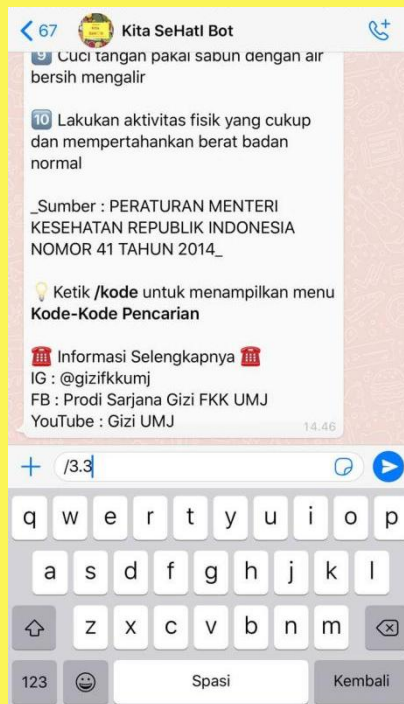 67
Kita SeHatI Bot
9 Cuci tangan pakai sabun dengan air
bersih mengalir
10 Lakukan aktivitas fisik yang cukup
dan mempertahankan berat badan
normal
_Sumber : PERATURAN MENTERI
KESEHATAN REPUBLIK INDONESIA
NOMOR 41 TAHUN 2014_
Ketik /kode untuk menampilkan menu
Kode-Kode Pencarian
Informasi Selengkapnya
IG : @gizifkkumj
FB : Prodi Sarjana Gizi FKK UMJ
YouTube : Gizi UMJ
14.46
/3.3
q w e r t y u i o p
a s d f g h j k l
z x c v b n m
123 Spasi Kembali